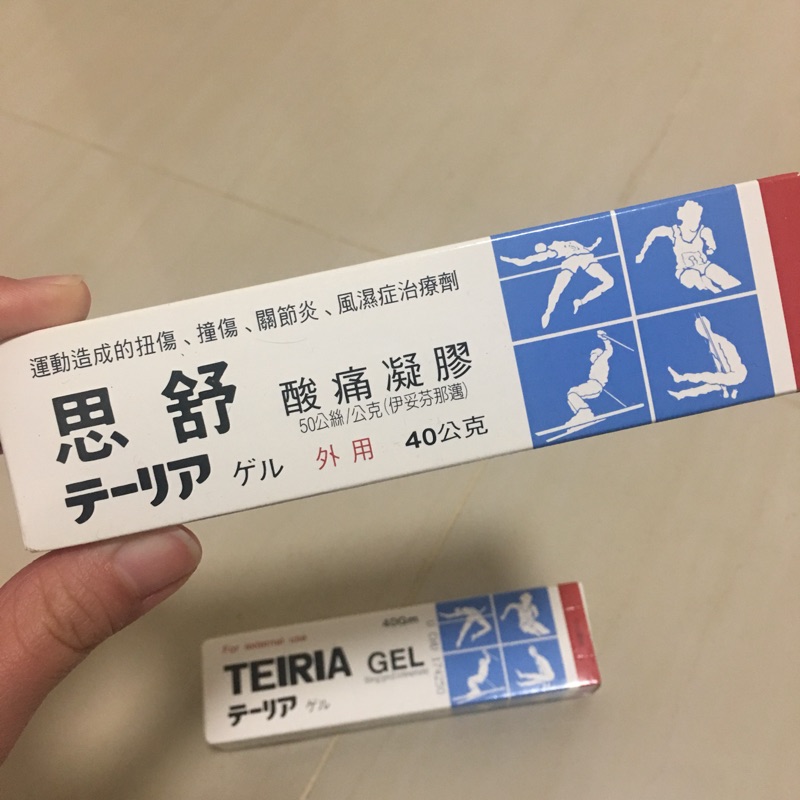 運動造成的扭傷、撞傷、關節炎、風濕症治療劑
思舒 酸痛凝膠
50公絲/公克(伊妥芬那邁)
テーリア ゲル 外用 40公克
For external use 40Gm
TEIRIA GEL
テーリア ゲル